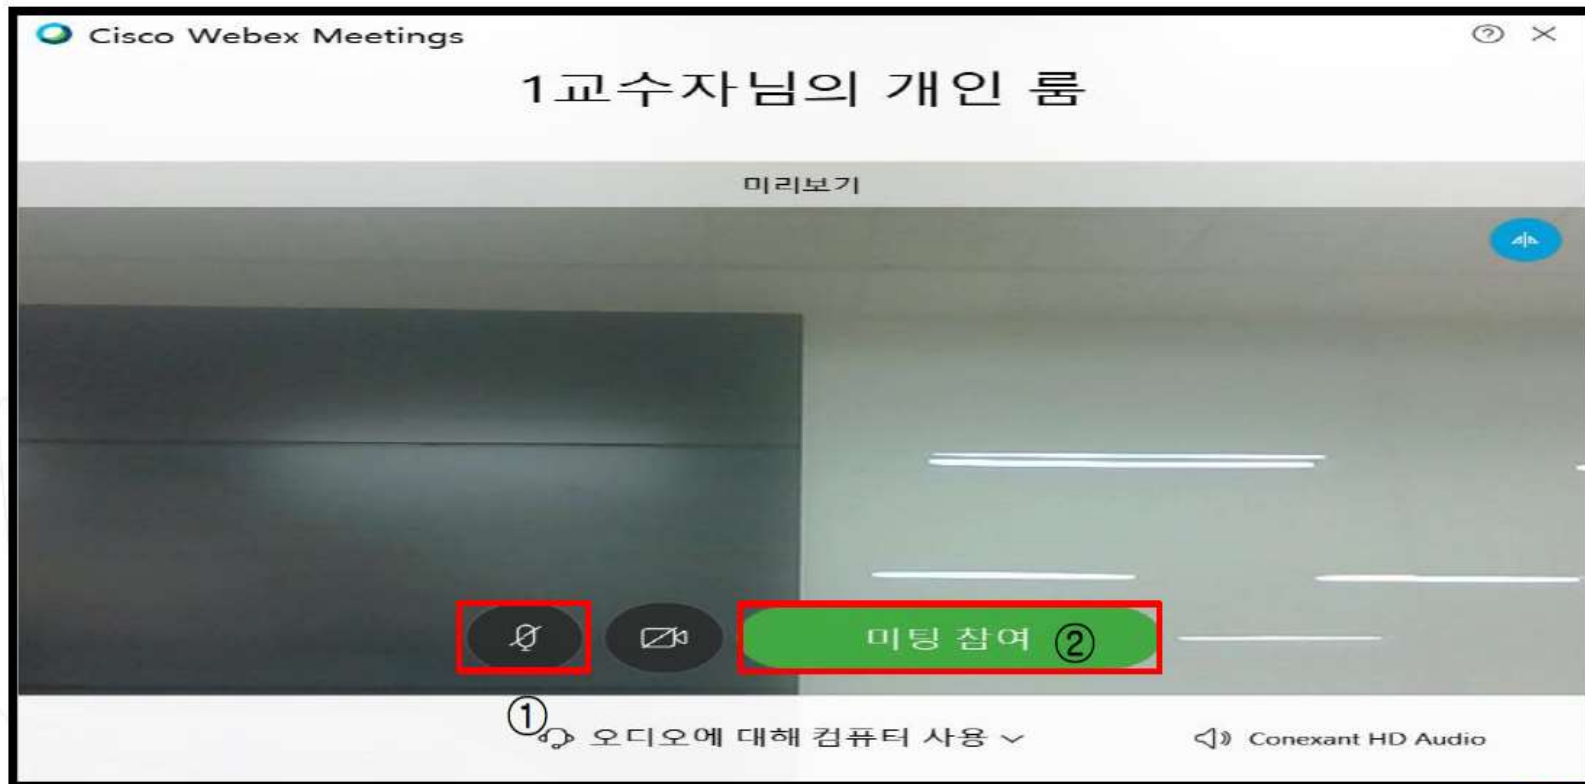 Cisco Webex Meetings
1교수자님의 개인 룸
미리보기
미팅 참여 ②
①
오디오에 대해 컴퓨터 사용
Conexant HD Audio